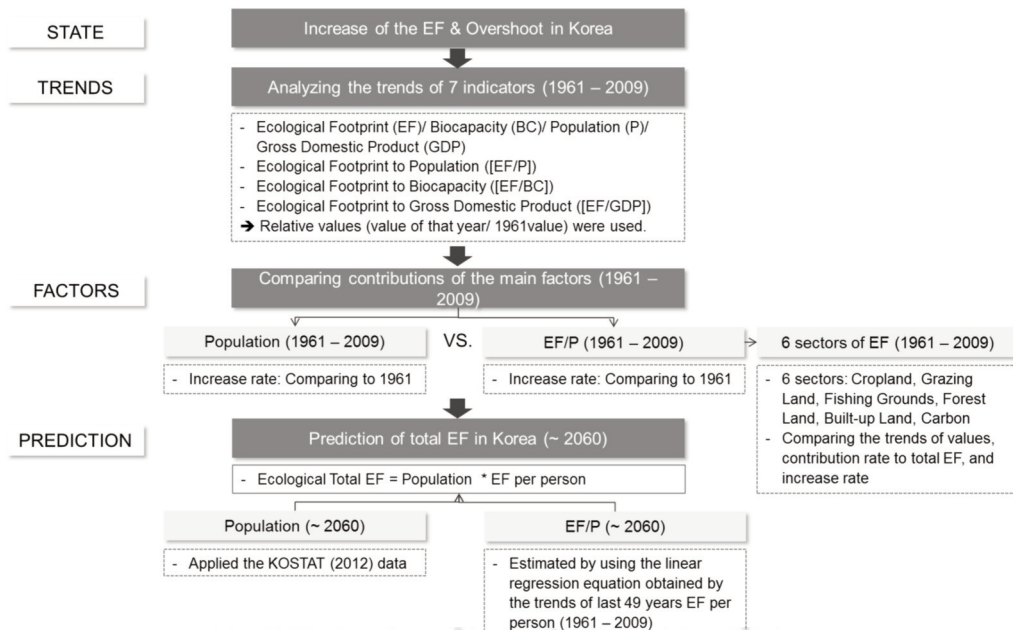 STATE
Increase of the EF & Overshoot in Korea
TRENDS
Analyzing the trends of 7 indicators (1961 – 2009)
- Ecological Footprint (EF)/ Biocapacity (BC)/ Population (P)/
Gross Domestic Product (GDP)
- Ecological Footprint to Population ([EF/P])
- Ecological Footprint to Biocapacity ([EF/BC])
- Ecological Footprint to Gross Domestic Product ([EF/GDP])
➔ Relative values (value of that year/ 1961value) were used.
FACTORS
Comparing contributions of the main factors (1961 –
2009)
Population (1961 – 2009)
- Increase rate: Comparing to 1961
VS.
EF/P (1961 – 2009)
- Increase rate: Comparing to 1961
6 sectors of EF (1961 – 2009)
- 6 sectors: Cropland, Grazing
Land, Fishing Grounds, Forest
Land, Built-up Land, Carbon
- Comparing the trends of values,
contribution rate to total EF, and
increase rate
PREDICTION
Prediction of total EF in Korea (~ 2060)
- Ecological Total EF = Population * EF per person
Population (~ 2060)
- Applied the KOSTAT (2012) data
EF/P (~ 2060)
- Estimated by using the linear
regression equation obtained by
the trends of last 49 years EF per
person (1961 – 2009)